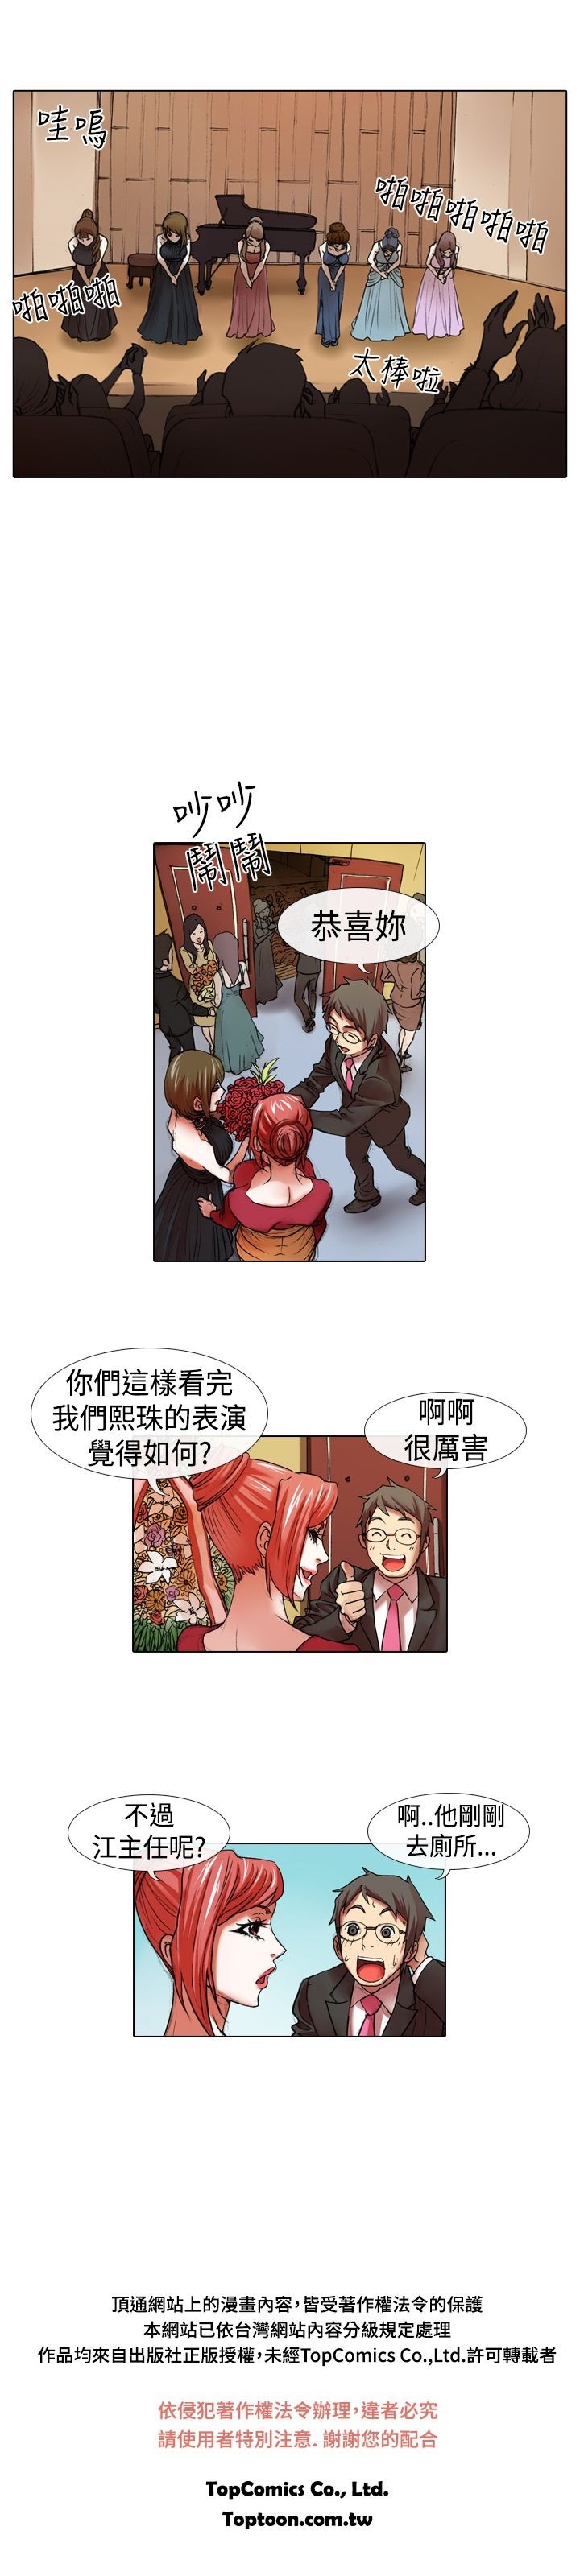 哇嗚
啪啪啪啪啪
啪啪啪
太棒啦
吵吵
鬧鬧
恭喜妳
你們這樣看完
我們熙珠的表演
覺得如何?
啊啊
很厲害
不過
江主任呢?
啊..他剛剛
去廁所...
頂通網站上的漫畫內容,皆受著作權法令的保護
本網站已依台灣網站內容分級規定處理
作品均來自出版社正版授權,未經TopComics Co.,Ltd.許可轉載者
依侵犯著作權法令辦理,違者必究
請使用者特別注意. 謝謝您的配合
TopComics Co., Ltd.
Toptoon.com.tw